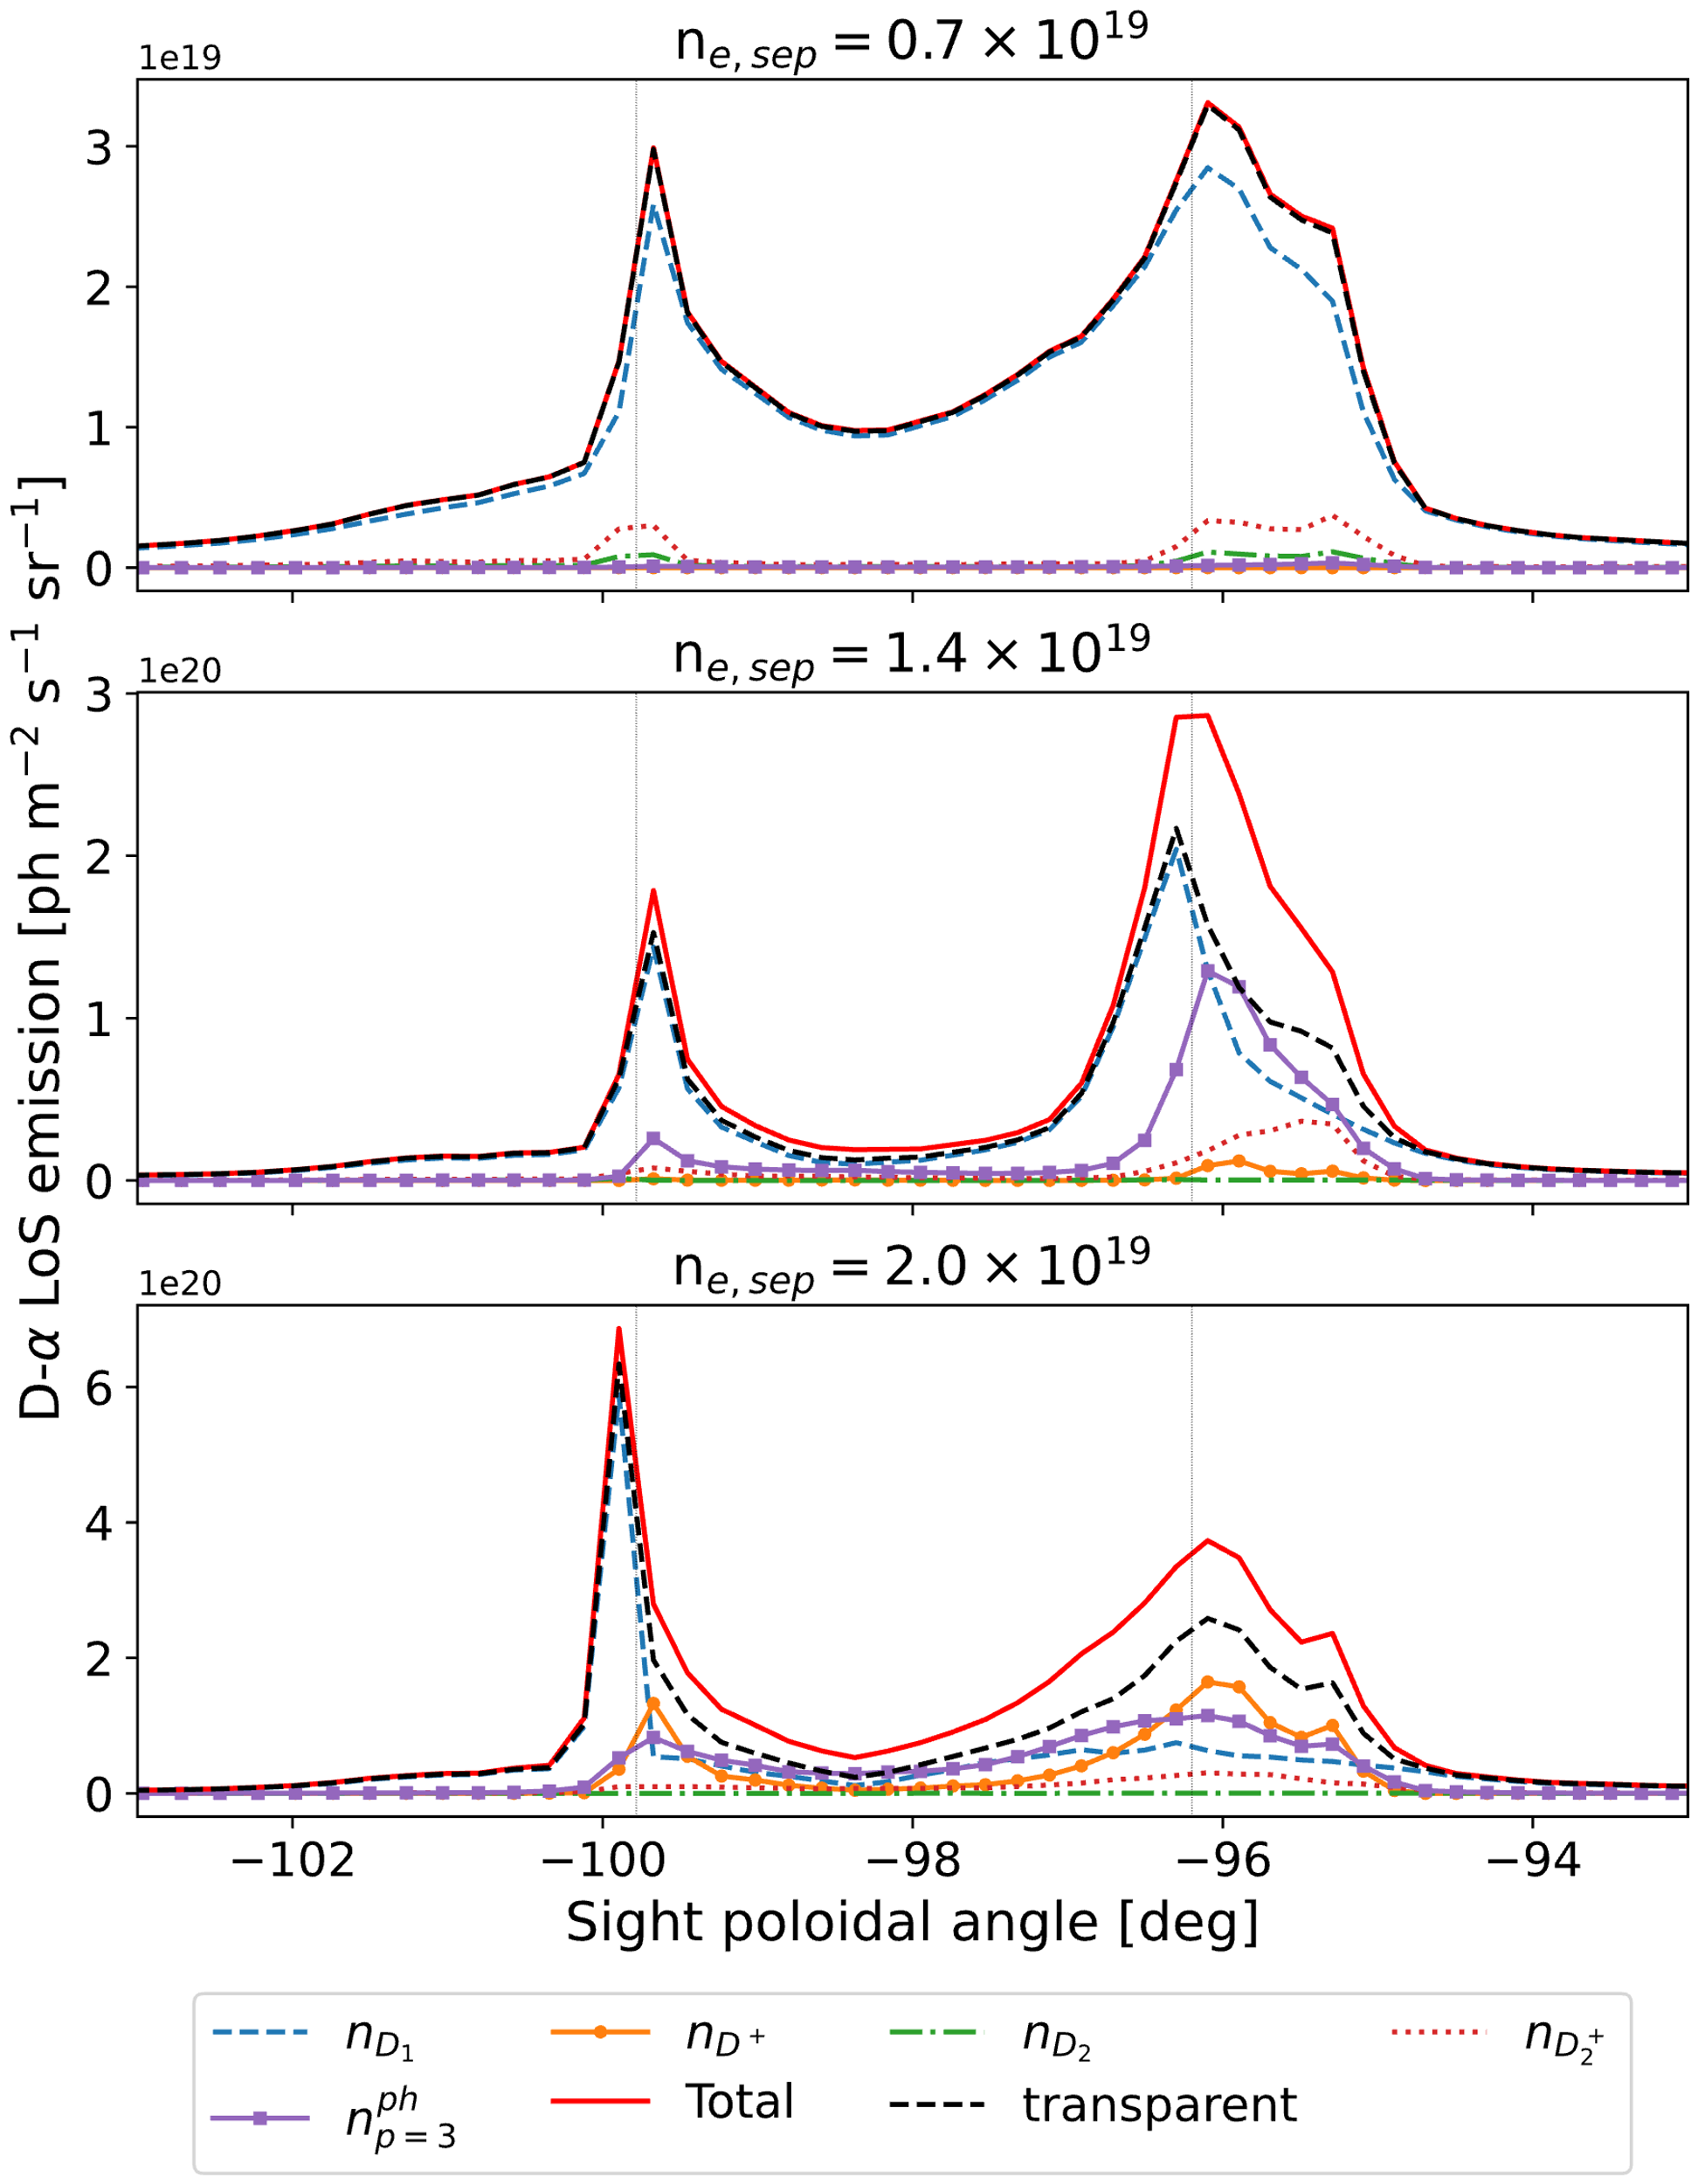 n_{e, sep} = 0.7 × 10^{19}
1e19
3
2
1
0
n_{e, sep} = 1.4 × 10^{19}
1e20
3
2
1
0
D-α LoS emission [ph m^{−2} s^{−1} sr^{−1}]
n_{e, sep} = 2.0 × 10^{19}
1e20
6
4
2
0
−102 −100 −98 −96 −94
Sight poloidal angle [deg]
n_{D_1} n_{D^+} n_{D_2} n_{D_2^+}
n_{p=3}^{ph} Total transparent